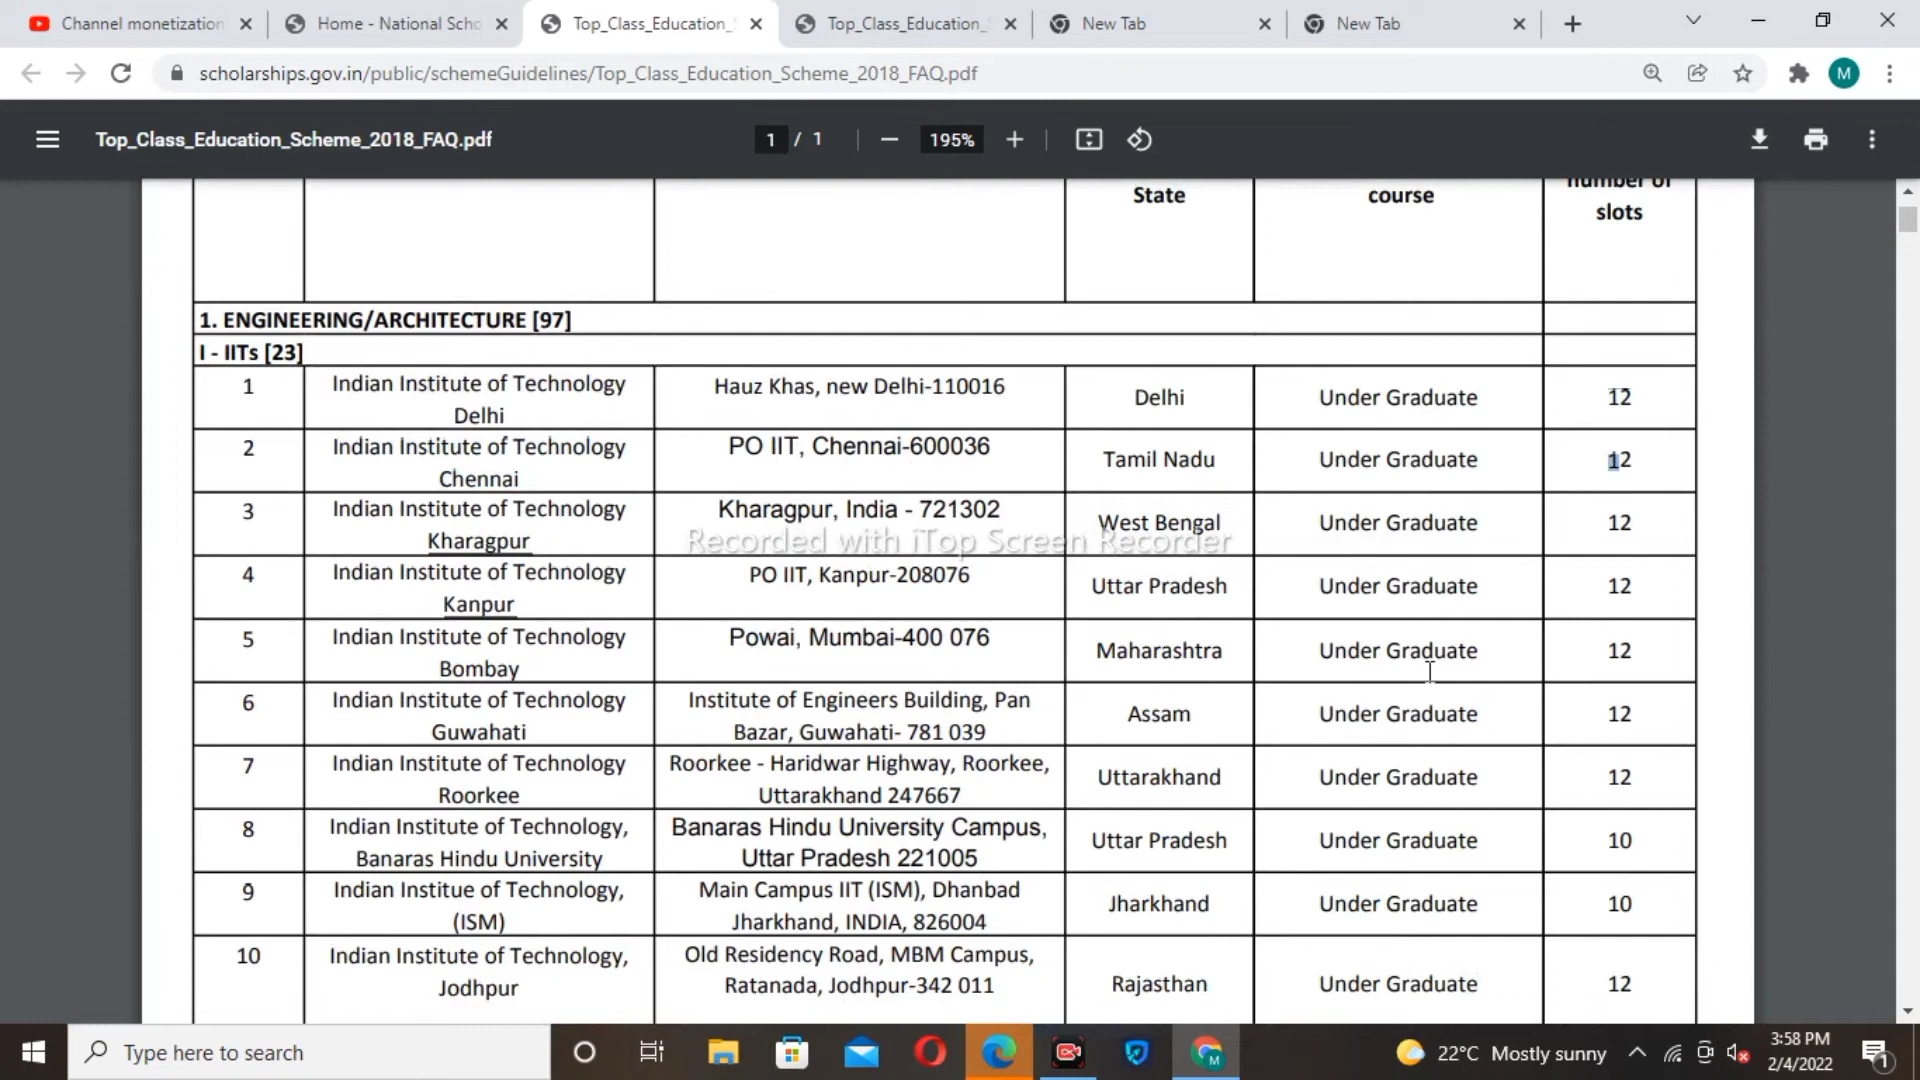 Channel monetization
Home - National Scho
Top_Class_Education_
Top_Class_Education_
New Tab
New Tab
scholarships.gov.in/public/schemeGuidelines/Top_Class_Education_Scheme_2018_FAQ.pdf
M
Top_Class_Education_Scheme_2018_FAQ.pdf
1 / 1
195%
State
course
number of
slots
1. ENGINEERING/ARCHITECTURE [97]
I - IITs [23]
1
Indian Institute of Technology
Delhi
Hauz Khas, new Delhi-110016
Delhi
Under Graduate
12
2
Indian Institute of Technology
Chennai
PO IIT, Chennai-600036
Tamil Nadu
Under Graduate
12
3
Indian Institute of Technology
Kharagpur
Kharagpur, India - 721302
West Bengal
Under Graduate
12
Recorded with iTop Screen Recorder
4
Indian Institute of Technology
Kanpur
PO IIT, Kanpur-208076
Uttar Pradesh
Under Graduate
12
5
Indian Institute of Technology
Bombay
Powai, Mumbai-400 076
Maharashtra
Under Graduate
12
6
Indian Institute of Technology
Guwahati
Institute of Engineers Building, Pan
Bazar, Guwahati- 781 039
Assam
Under Graduate
12
7
Indian Institute of Technology
Roorkee
Roorkee - Haridwar Highway, Roorkee,
Uttarakhand 247667
Uttarakhand
Under Graduate
12
8
Indian Institute of Technology,
Banaras Hindu University
Banaras Hindu University Campus,
Uttar Pradesh 221005
Uttar Pradesh
Under Graduate
10
9
Indian Institue of Technology,
(ISM)
Main Campus IIT (ISM), Dhanbad
Jharkhand, INDIA, 826004
Jharkhand
Under Graduate
10
10
Indian Institute of Technology,
Jodhpur
Old Residency Road, MBM Campus,
Ratanada, Jodhpur-342 011
Rajasthan
Under Graduate
12
Type here to search
M
22°C Mostly sunny
3:58 PM
2/4/2022
1